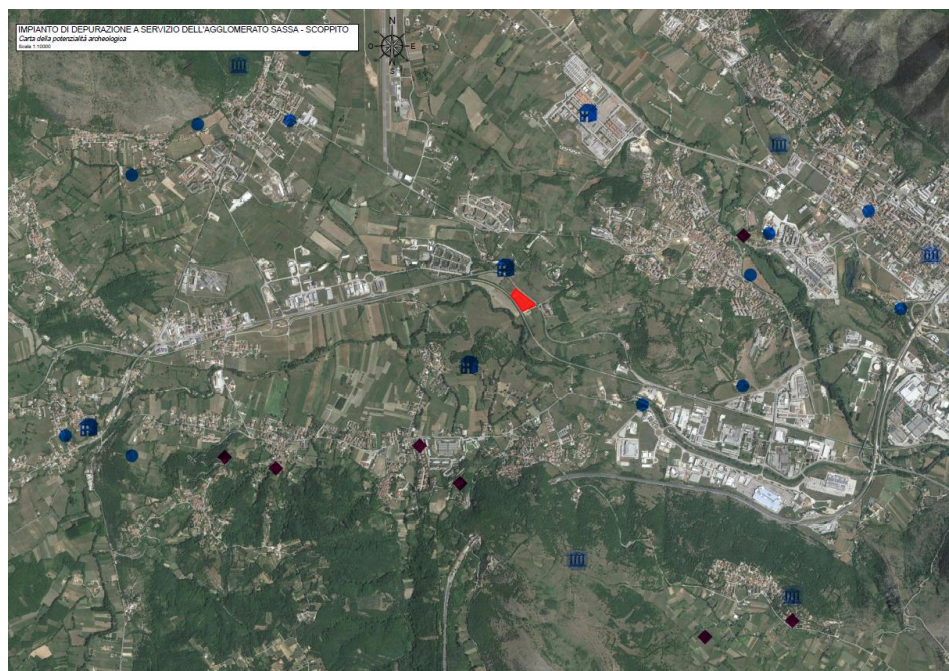 IMPIANTO DI DEPURAZIONE A SERVIZIO DELL'AGGLOMERATO SASSA - SCOPPITO
Carta della potenzialità archeologica
Scala 1:10000
N
O
E